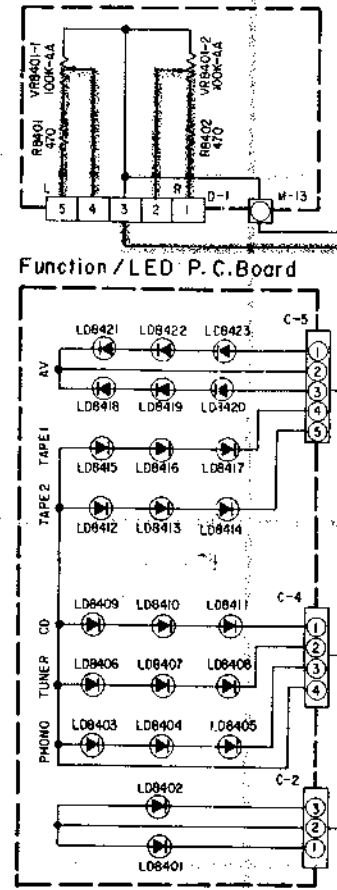 VR8401-1
100K-4A
VR8401-2
100K-4A
R8401
470
R8402
470
L
R
D-1
M-13
5 4 3 2 1
Function/LED P.C.Board
C-5
LD8421 LD8422 LD8423
1
AV
2
3
LD8418 LD8419 LD8420
4
TAPE1
5
LD8415 LD8416 LD8417
TAPE2
LD8412 LD8413 LD8414
C-4
LD8409 LD8410 LD8411
CD
1
2
LD8406 LD8407 LD8408
TUNER
3
4
LD8403 LD8404 LD8405
PHONO
C-2
LD8402
3
2
1
LD8401